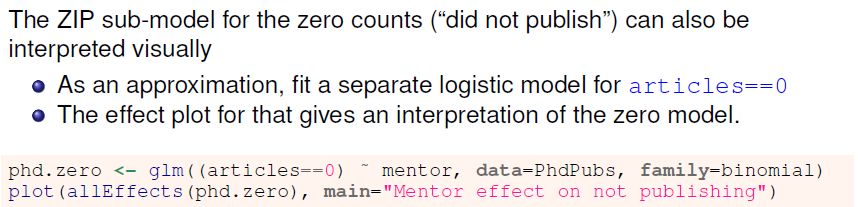 The ZIP sub-model for the zero counts (“did not publish”) can also be
interpreted visually
As an approximation, fit a separate logistic model for articles==0
The effect plot for that gives an interpretation of the zero model.
phd.zero <- glm((articles==0) ~ mentor, data=PhdPubs, family=binomial)
plot(allEffects(phd.zero), main="Mentor effect on not publishing")